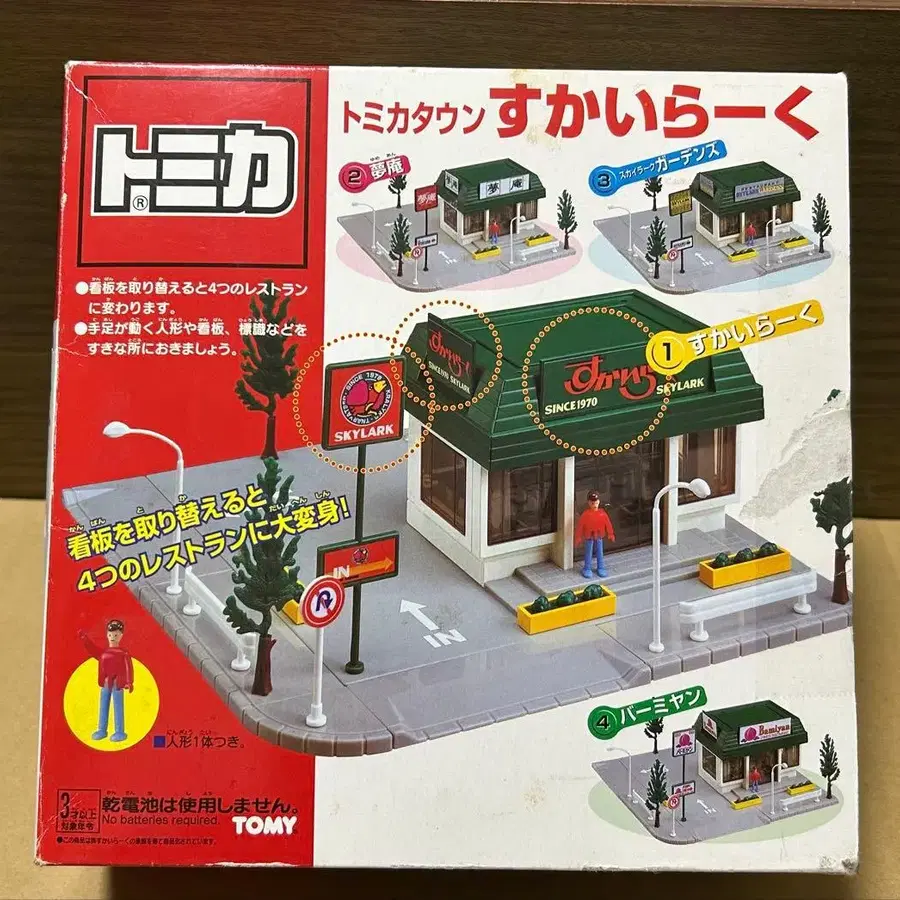 トミカ®
トミカタウン すかいらーく
② 夢庵
夢庵
夢庵
③ スカイラークガーデンズ
●看板を取り替えると4つのレストラン
に変わります。
●手足が動く人形や看板、標識などを
すきな所におきましょう。
① すかいらーく
すかいらーく
SINCE 1970 SKYLARK
SINCE 1970
SKYLARK
看板を取り替えると
4つのレストランに大変身!
IN
IN
④ バーミヤン
Bamiyan
■人形1体つき。
3才以上
対象年令
乾電池は使用しません。
No batteries required.
TOMY